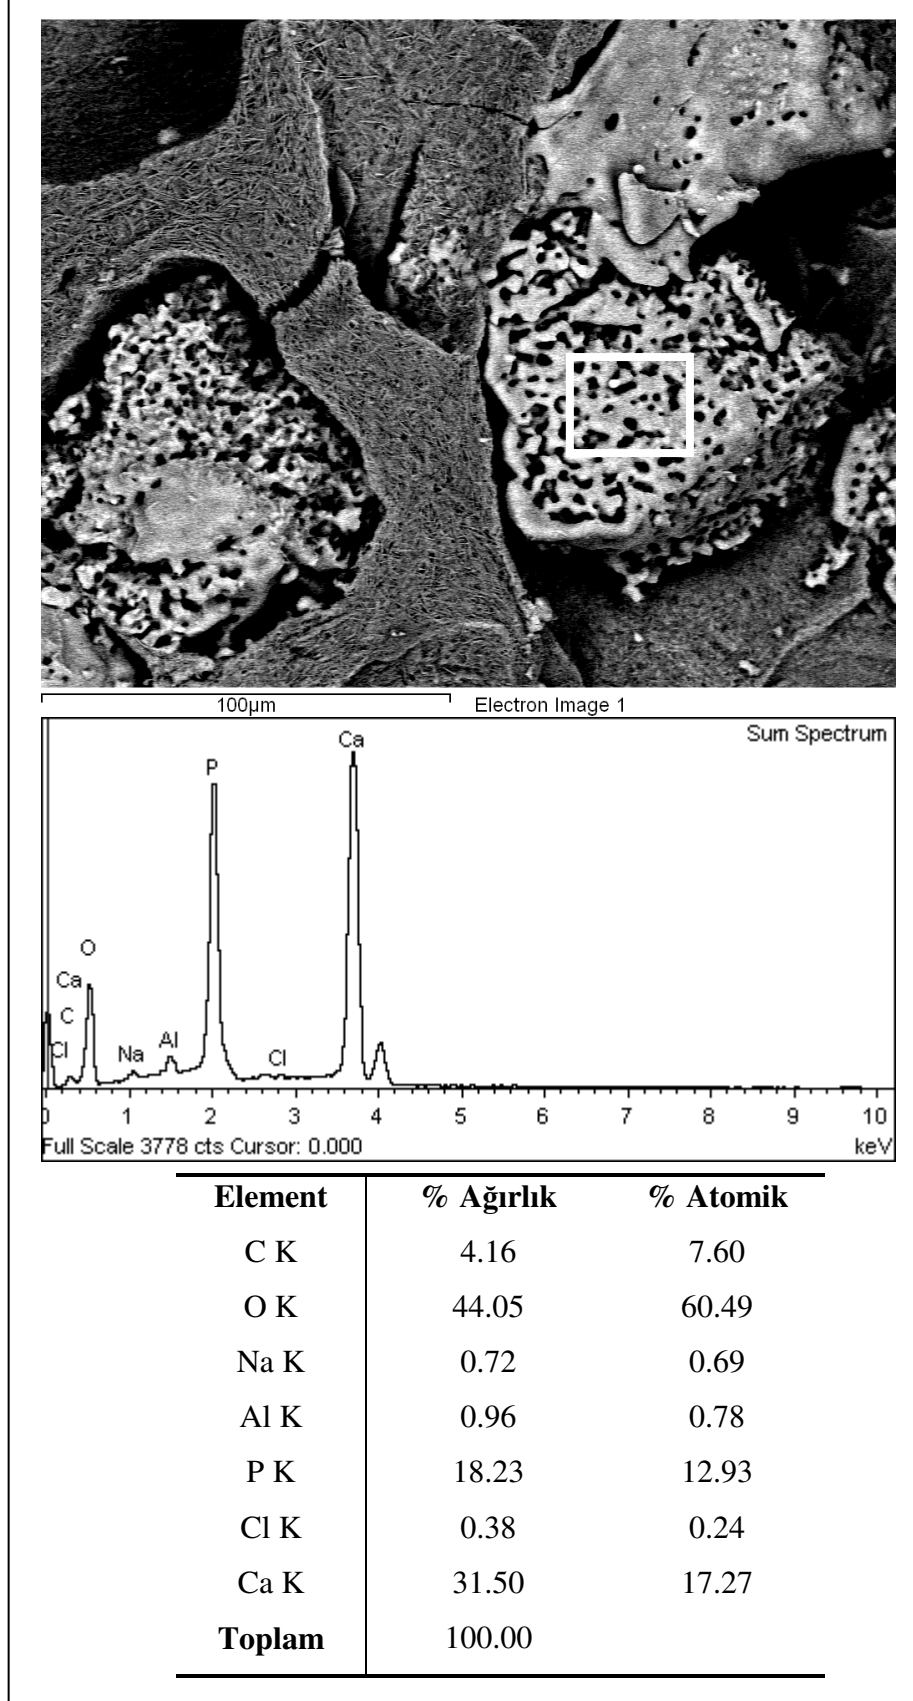 100µm Electron Image 1
Sum Spectrum
Ca
P
O
Ca
C
Cl
Na
Al
Cl
0 1 2 3 4 5 6 7 8 9 10
Full Scale 3778 cts Cursor: 0.000 keV
Element % Ağırlık % Atomik
C K 4.16 7.60
O K 44.05 60.49
Na K 0.72 0.69
Al K 0.96 0.78
P K 18.23 12.93
Cl K 0.38 0.24
Ca K 31.50 17.27
Toplam 100.00